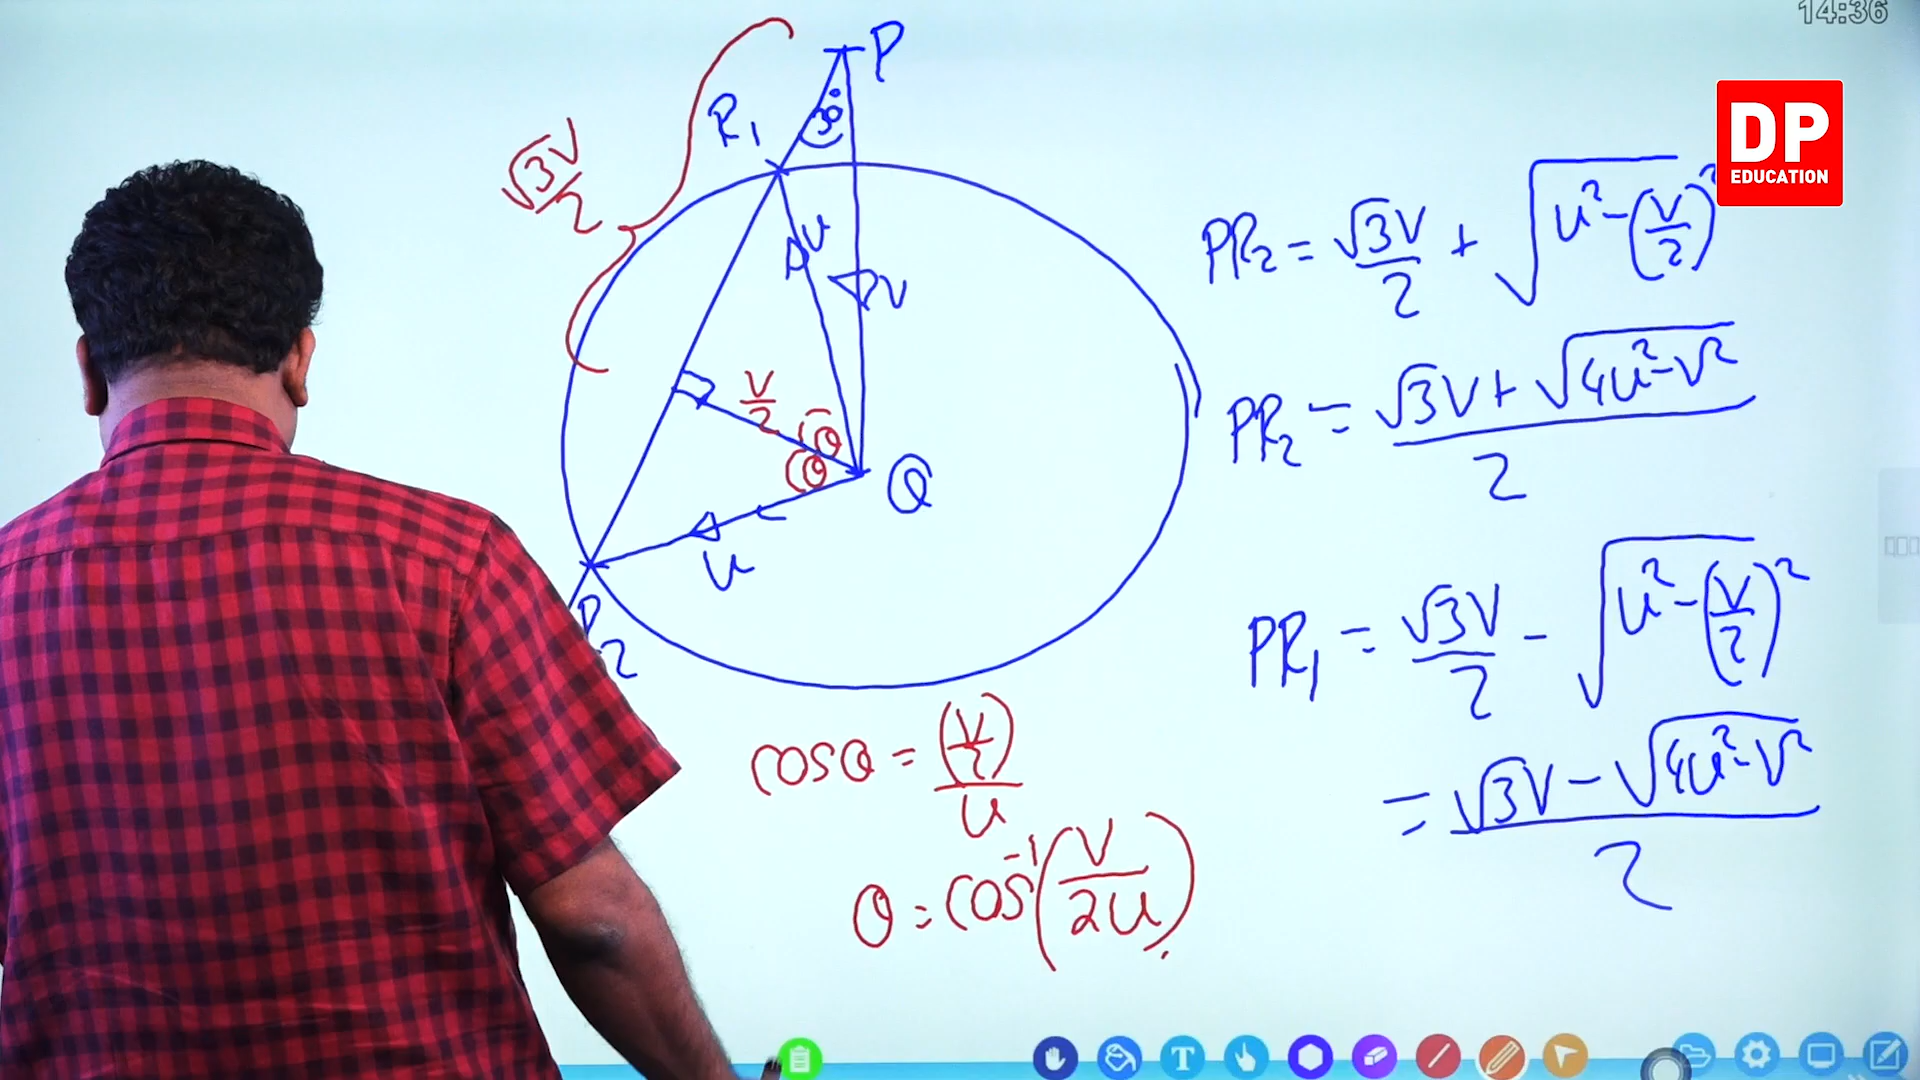 14:36
DP
EDUCATION
P
R₁
30°
√3V/2
u
V
V/2
θ
θ
Q
u
R₂
PR₂ = √3V/2 + √(u² - (V/2)²)
PR₂ = (√3V + √(4u² - V²))/2
PR₁ = √3V/2 - √(u² - (V/2)²)
= (√3V - √(4u² - V²))/2
cosθ = (V/2)/u
θ = cos⁻¹(V/2u)
T